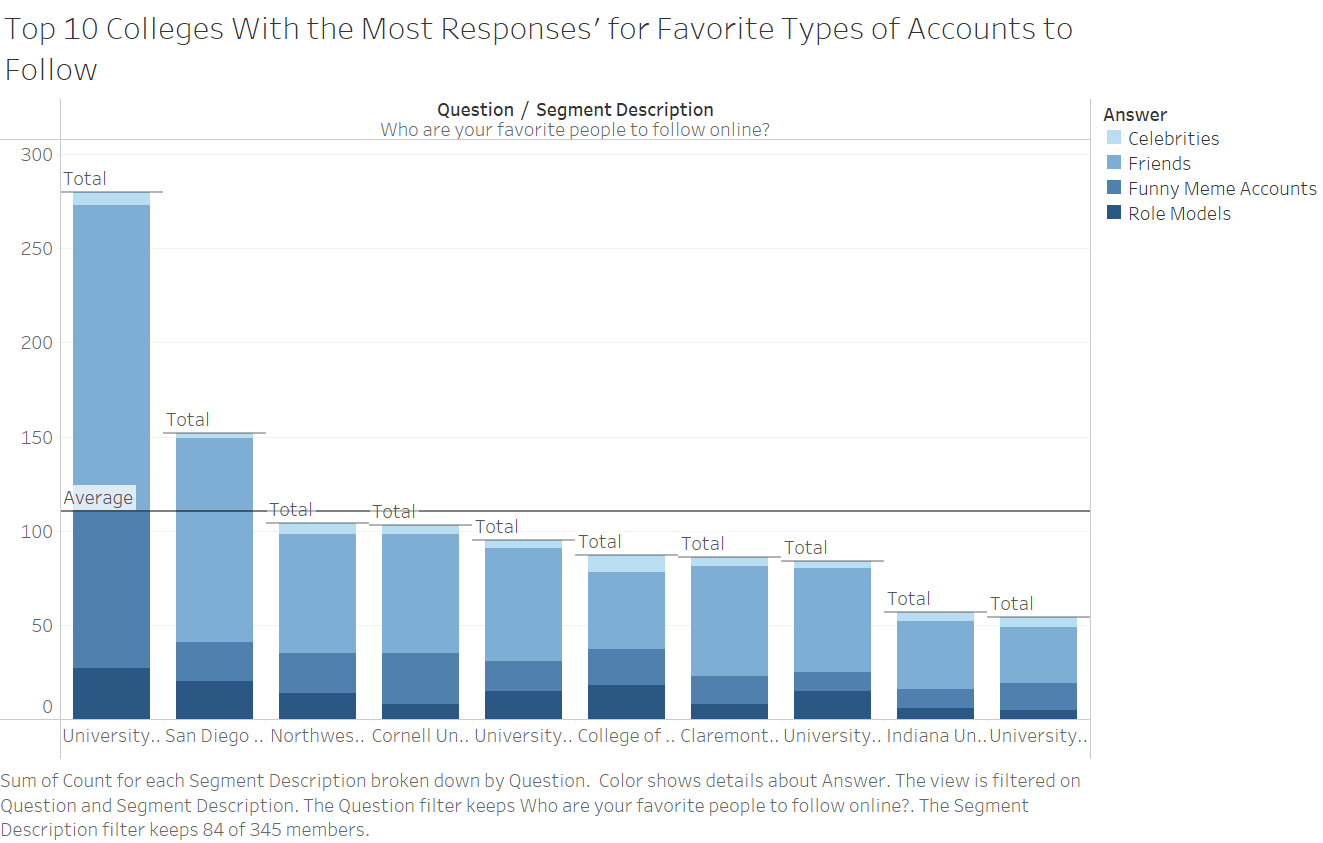 Top 10 Colleges With the Most Responses' for Favorite Types of Accounts to
Follow
Question / Segment Description
Who are your favorite people to follow online?
Answer
Celebrities
Friends
Funny Meme Accounts
Role Models
300
250
200
150
100
50
0
Total
Average
Total
Total
Total
Total
Total
Total
Total
Total
Total
University.. San Diego .. Northwes.. Cornell Un.. University.. College of .. Claremont.. University.. Indiana Un.. University..
Sum of Count for each Segment Description broken down by Question.  Color shows details about Answer. The view is filtered on
Question and Segment Description. The Question filter keeps Who are your favorite people to follow online?. The Segment
Description filter keeps 84 of 345 members.